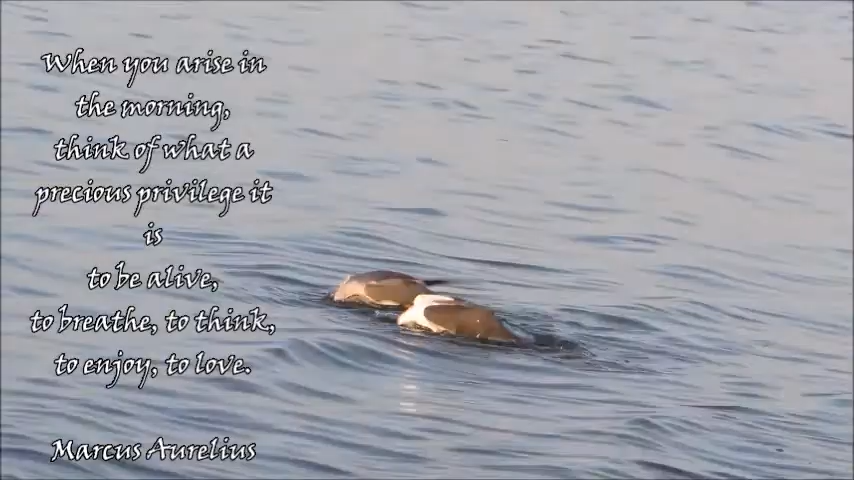 When you arise in
the morning,
think of what a
precious privilege it
is
to be alive,
to breathe, to think,
to enjoy, to love.
Marcus Aurelius